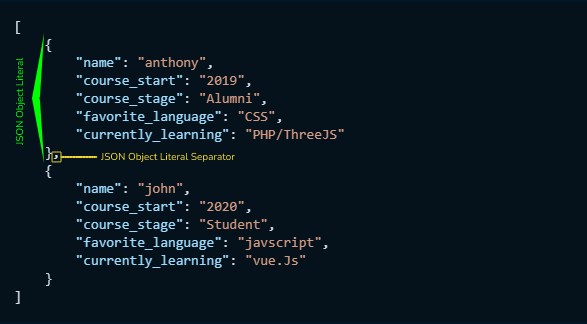 [
{
"name": "anthony",
"course_start": "2019",
"course_stage": "Alumni",
"favorite_language": "CSS",
"currently_learning": "PHP/ThreeJS"
JSON Object Literal
}, JSON Object Literal Separator
{
"name": "john",
"course_start": "2020",
"course_stage": "Student",
"favorite_language": "javscript",
"currently_learning": "vue.Js"
}
]